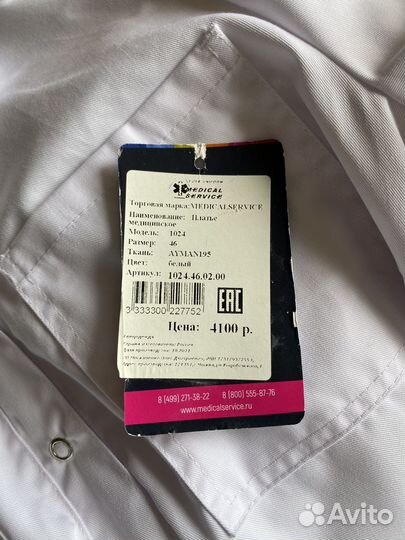 MEDICAL
SERVICE
Торговая марка:MEDICALSERVICE
Наименование: Платье
медицинское
Модель: 1024
Размер: 46
Ткань: AYMAN195
Цвет: белый
Артикул: 1024.46.02.00
3 333300 227752
EAC
Цена: 4100 р.
8 (499) 271-38-22 8 (800) 555-87-76
www.medicalservice.ru
Avito